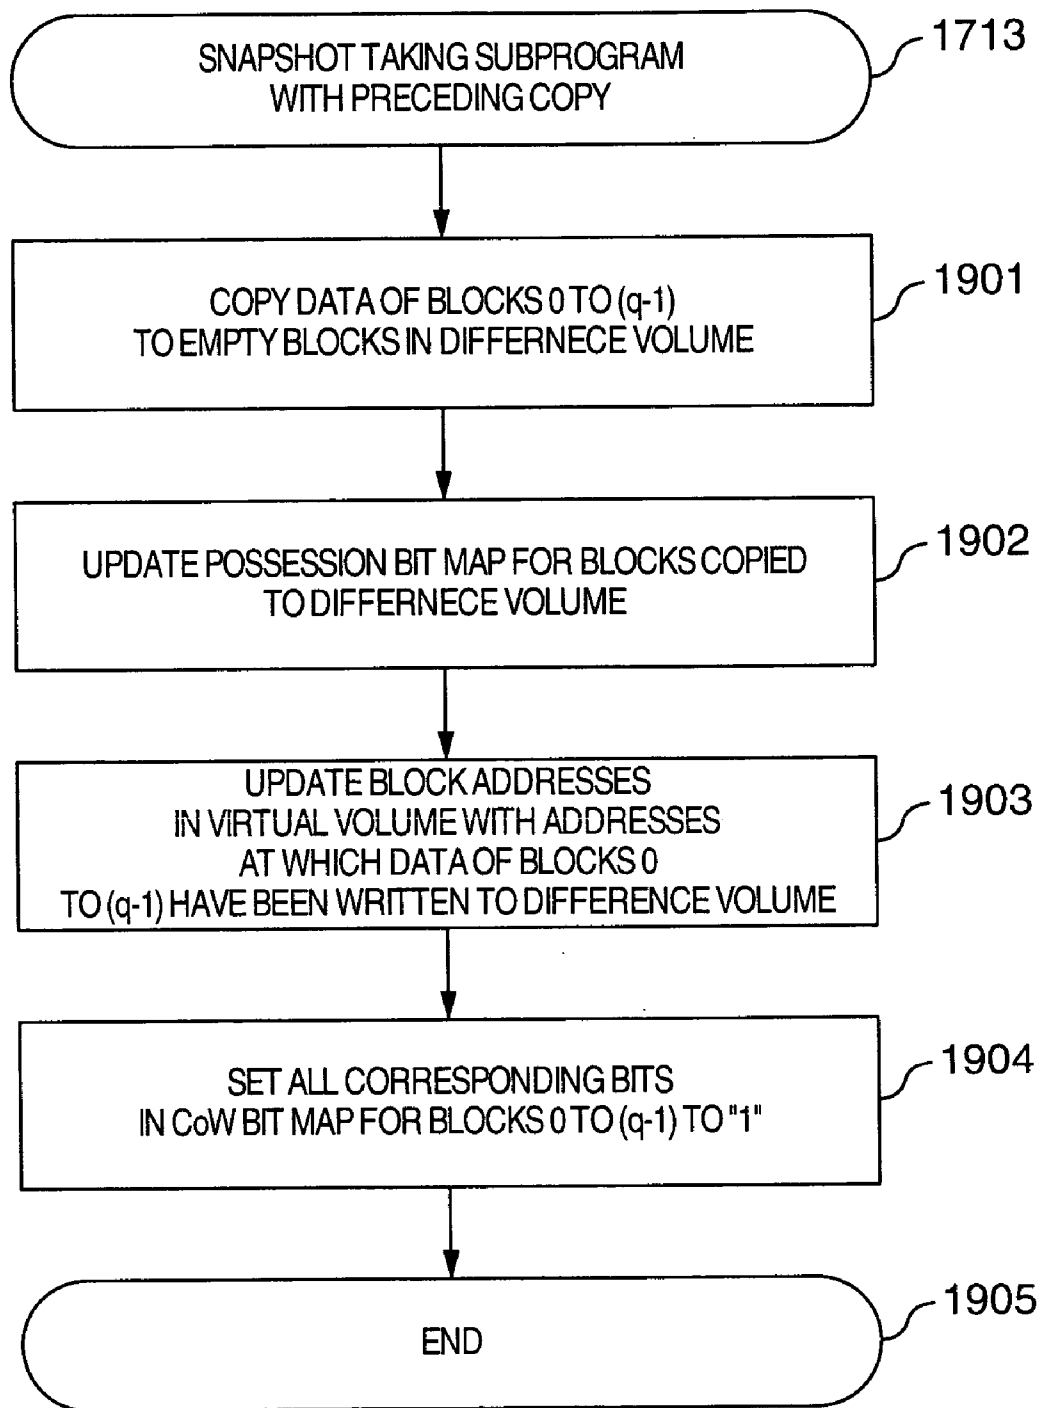 SNAPSHOT TAKING SUBPROGRAM
WITH PRECEDING COPY
1713
COPY DATA OF BLOCKS 0 TO (q-1)
TO EMPTY BLOCKS IN DIFFERNECE VOLUME
1901
UPDATE POSSESSION BIT MAP FOR BLOCKS COPIED
TO DIFFERNECE VOLUME
1902
UPDATE BLOCK ADDRESSES
IN VIRTUAL VOLUME WITH ADDRESSES
AT WHICH DATA OF BLOCKS 0
TO (q-1) HAVE BEEN WRITTEN TO DIFFERENCE VOLUME
1903
SET ALL CORRESPONDING BITS
IN CoW BIT MAP FOR BLOCKS 0 TO (q-1) TO "1"
1904
END
1905